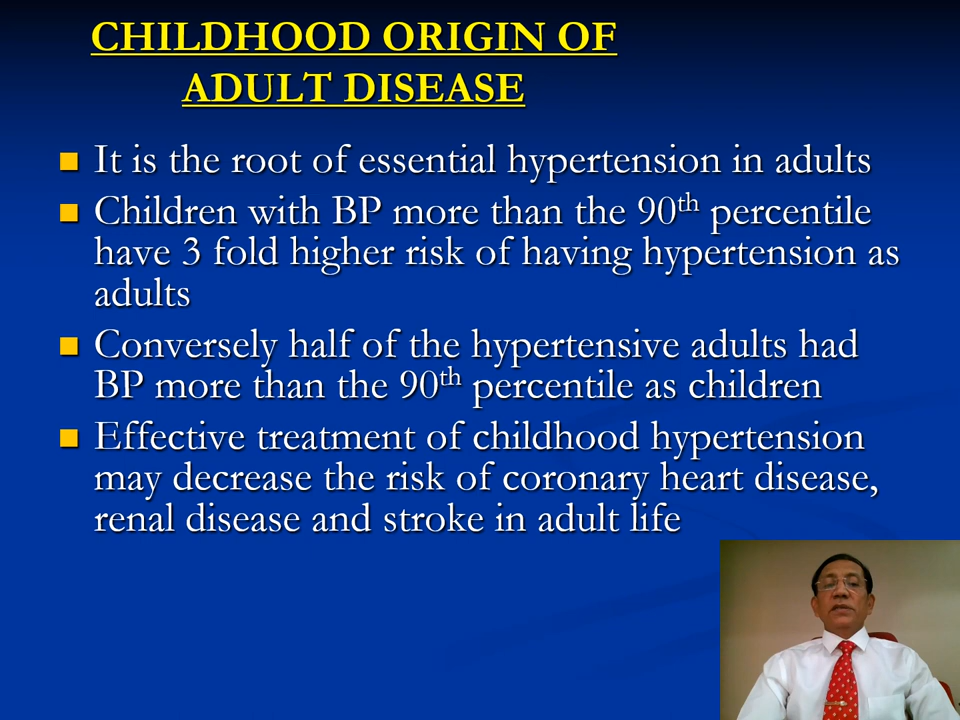 CHILDHOOD ORIGIN OF
ADULT DISEASE
It is the root of essential hypertension in adults
Children with BP more than the 90th percentile
have 3 fold higher risk of having hypertension as
adults
Conversely half of the hypertensive adults had
BP more than the 90th percentile as children
Effective treatment of childhood hypertension
may decrease the risk of coronary heart disease,
renal disease and stroke in adult life